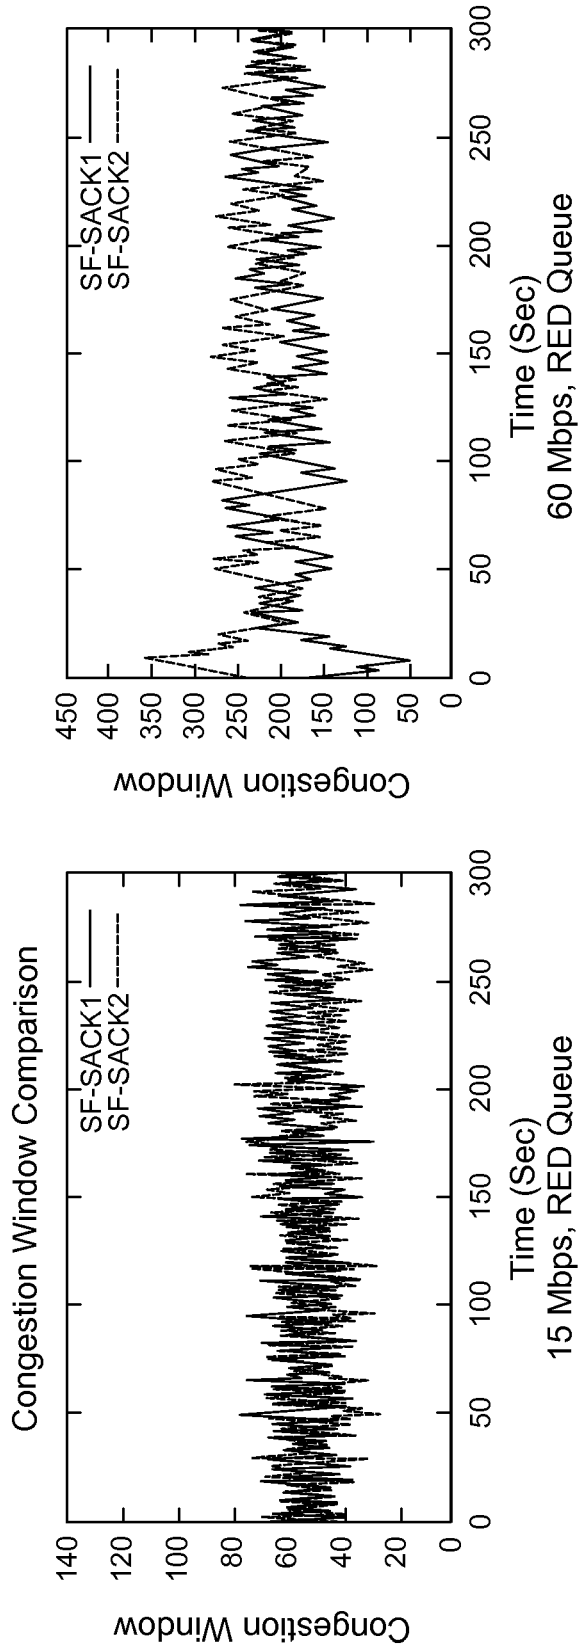 Congestion Window Comparison
Congestion Window
140
120
100
80
60
40
20
0
SF-SACK1
SF-SACK2
0 50 100 150 200 250 300
Time (Sec)
15 Mbps, RED Queue
Congestion Window
450
400
350
300
250
200
150
100
50
0
SF-SACK1
SF-SACK2
0 50 100 150 200 250 300
Time (Sec)
60 Mbps, RED Queue